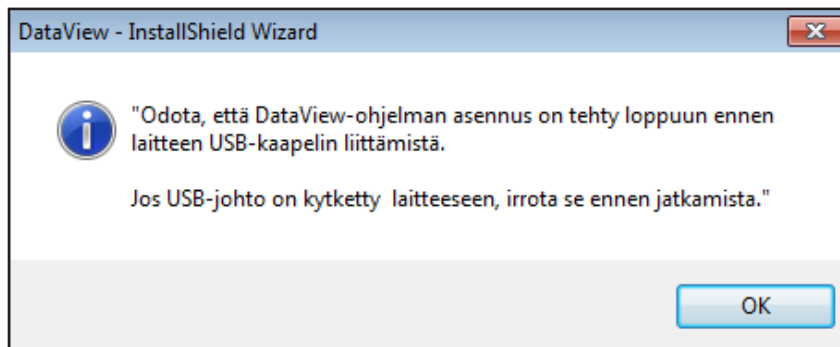 DataView - InstallShield Wizard
"Odota, että DataView-ohjelman asennus on tehty loppuun ennen
laitteen USB-kaapelin liittämistä.
Jos USB-johto on kytketty  laitteeseen, irrota se ennen jatkamista."
OK